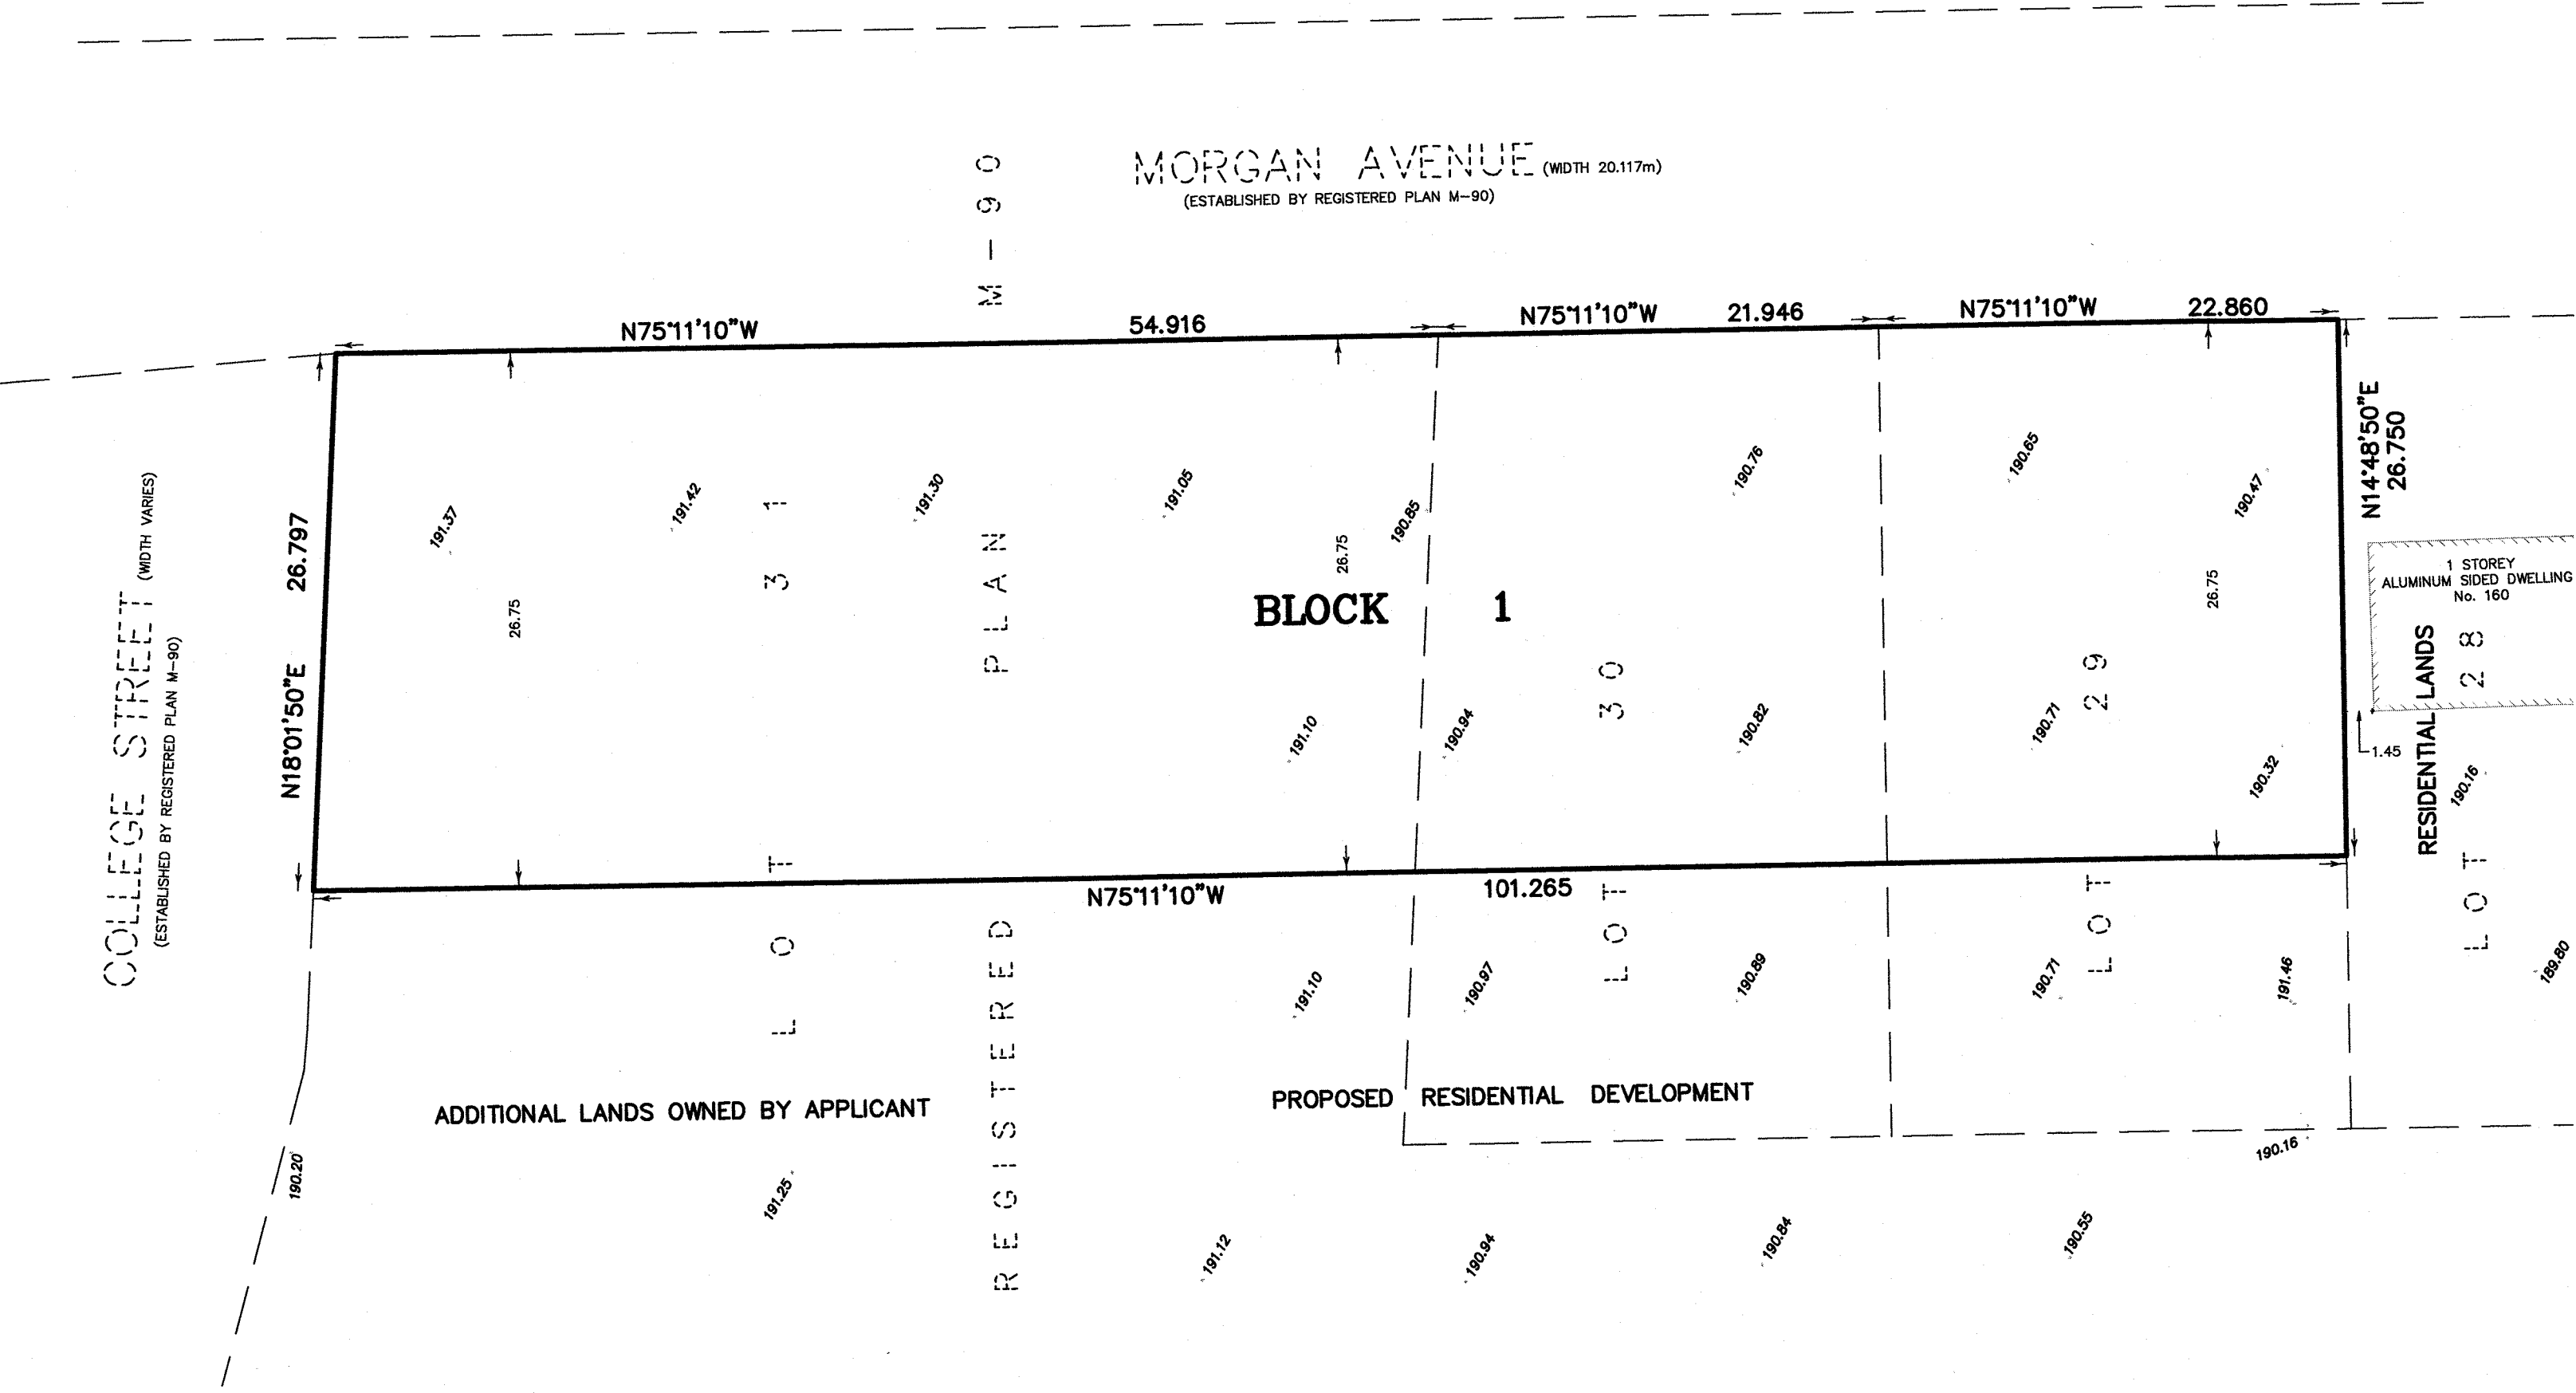 MORGAN AVENUE (WIDTH 20.117m)
(ESTABLISHED BY REGISTERED PLAN M-90)
N75°11'10"W 54.916
N75°11'10"W 21.946
N75°11'10"W 22.860
COLLEGE STREET (WIDTH VARIES)
(ESTABLISHED BY REGISTERED PLAN M-90)
N18°01'50"E 26.797
N14°48'50"E
26.750
191.37
191.42
191.30
191.05
190.85
190.76
190.65
190.47
26.75
26.75
26.75
BLOCK 1
1 STOREY
ALUMINUM SIDED DWELLING
No. 160
1.45
191.10
190.94
190.82
190.71
190.32
190.16
RESIDENTIAL LANDS
LOT 31
REGISTERED PLAN M-90
LOT 30
LOT 29
LOT 28
N75°11'10"W 101.265
191.10
190.97
190.89
190.71
191.46
189.80
ADDITIONAL LANDS OWNED BY APPLICANT
PROPOSED RESIDENTIAL DEVELOPMENT
190.20
191.25
191.12
190.94
190.84
190.55
190.16